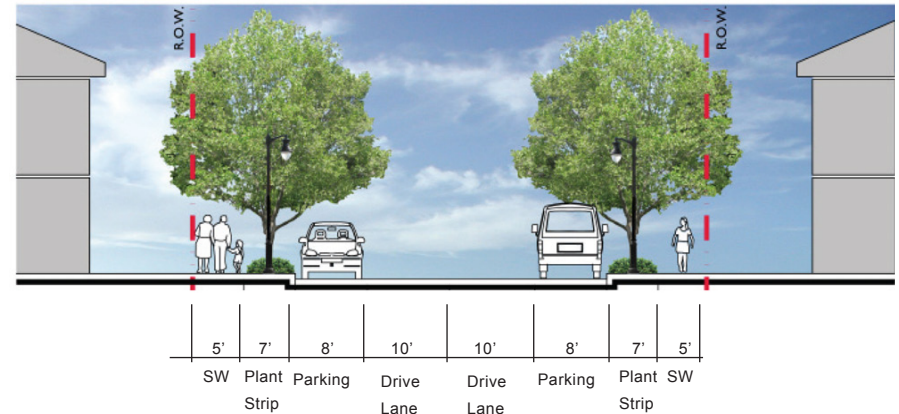 R.O.W. R.O.W.
5’ 7’ 8’ 10’ 10’ 8’ 7’ 5’
SW Plant Parking Drive Drive Parking Plant SW
Strip Lane Lane Strip